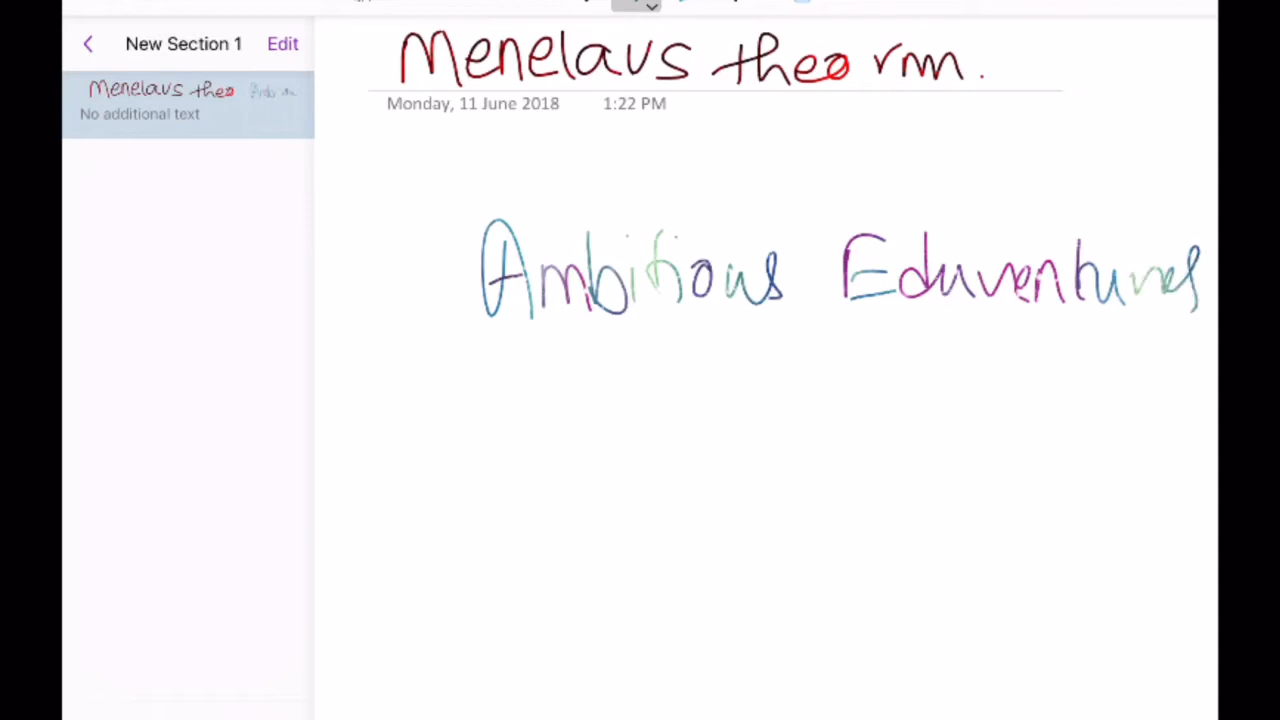 New Section 1 Edit
Menelaus theo
No additional text
Menelaus theorm.
Monday, 11 June 2018 1:22 PM
Ambitious Eduventures